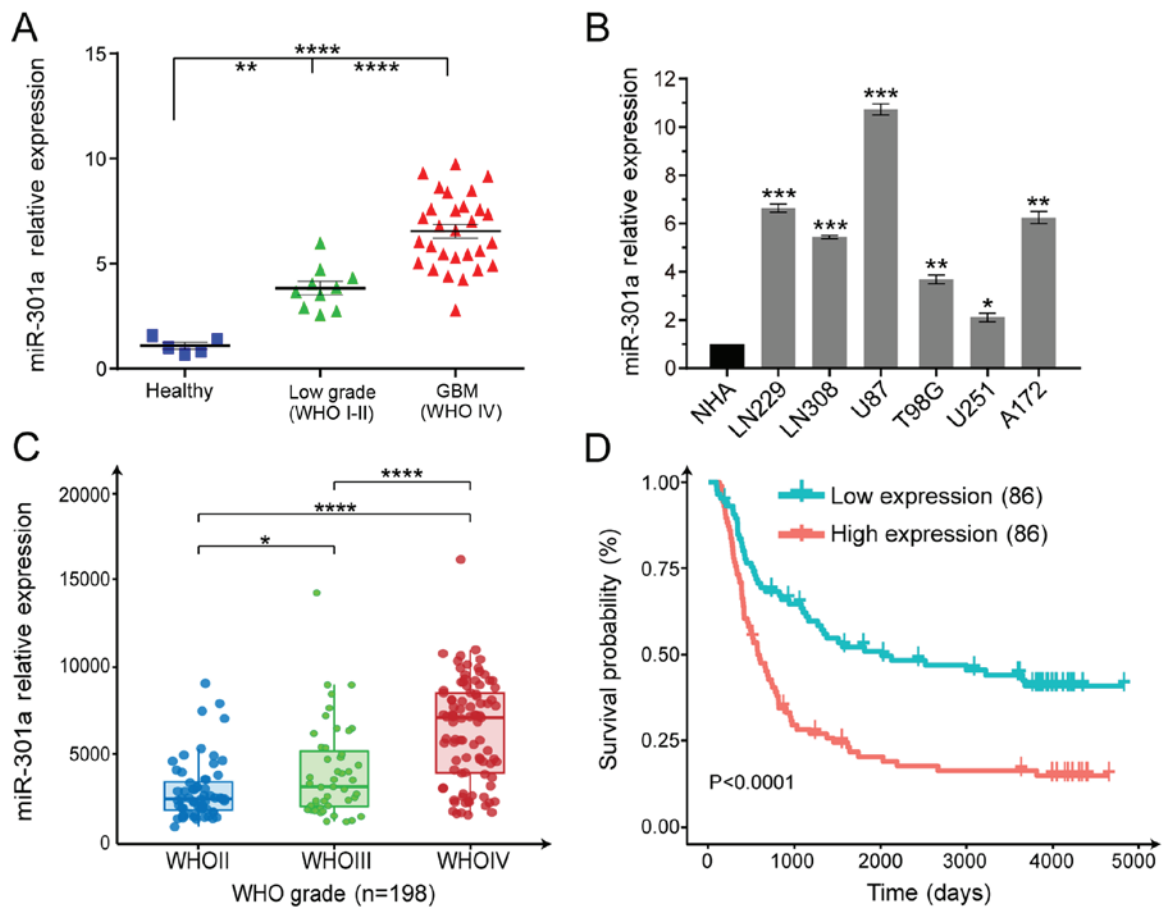 A
miR-301a relative expression
15
10
5
0
****
** ****
Healthy
Low grade
(WHO I-II)
GBM
(WHO IV)
B
miR-301a relative expression
12
10
8
6
4
2
0
***
***
***
**
*
**
NHA
LN229
LN308
U87
T98G
U251
A172
C
miR-301a relative expression
20000
15000
10000
5000
0
****
****
*
WHOII
WHOIII
WHOIV
WHO grade (n=198)
D
Survival probability (%)
1.00
0.75
0.50
0.25
0.00
Low expression (86)
High expression (86)
P<0.0001
0 1000 2000 3000 4000 5000
Time (days)